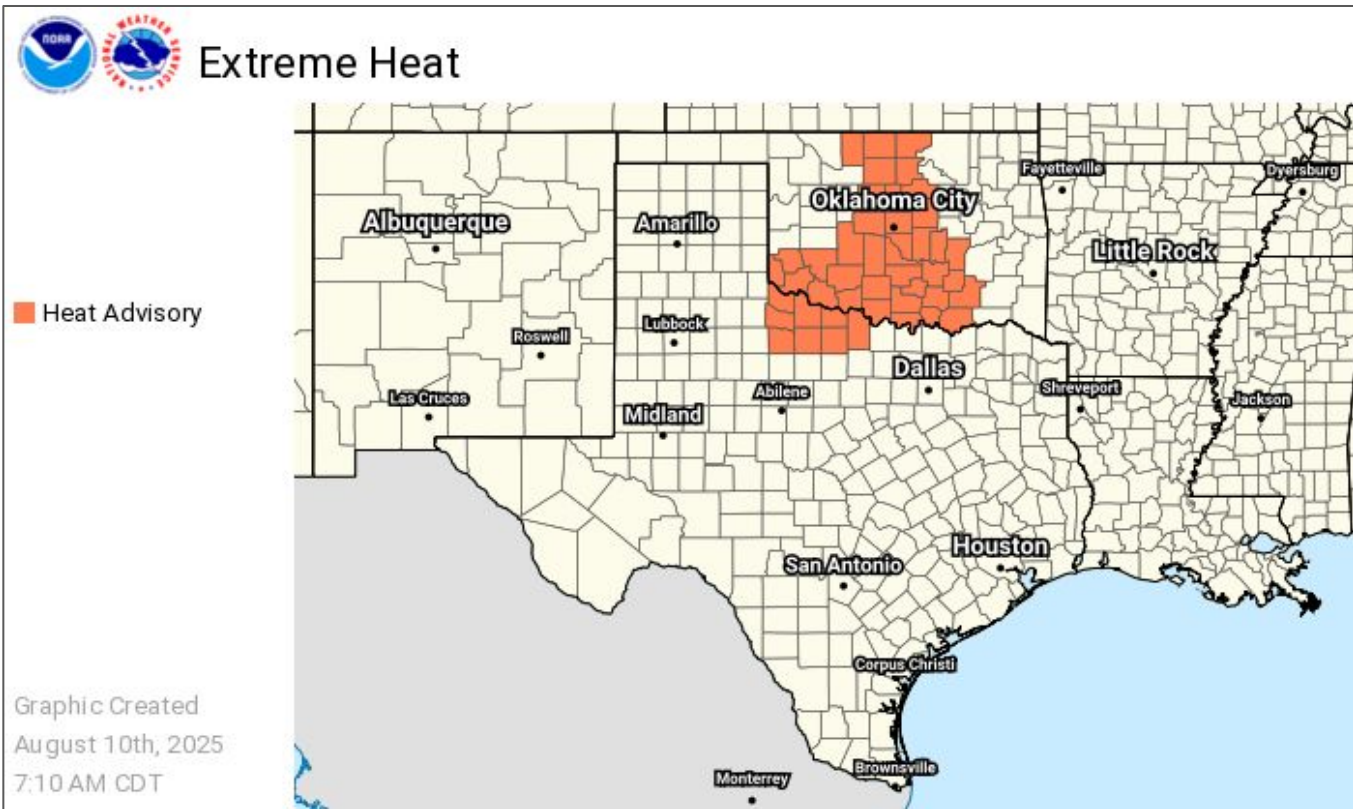 NOAA
NATIONAL WEATHER SERVICE
Extreme Heat
Heat Advisory
Fayetteville
Dyersburg
Oklahoma City
Albuquerque
Amarillo
Little Rock
Lubbock
Roswell
Dallas
Las Cruces
Abilene
Shreveport
Midland
Jackson
Houston
San Antonio
Corpus Christi
Brownsville
Monterrey
Graphic Created
August 10th, 2025
7:10 AM CDT